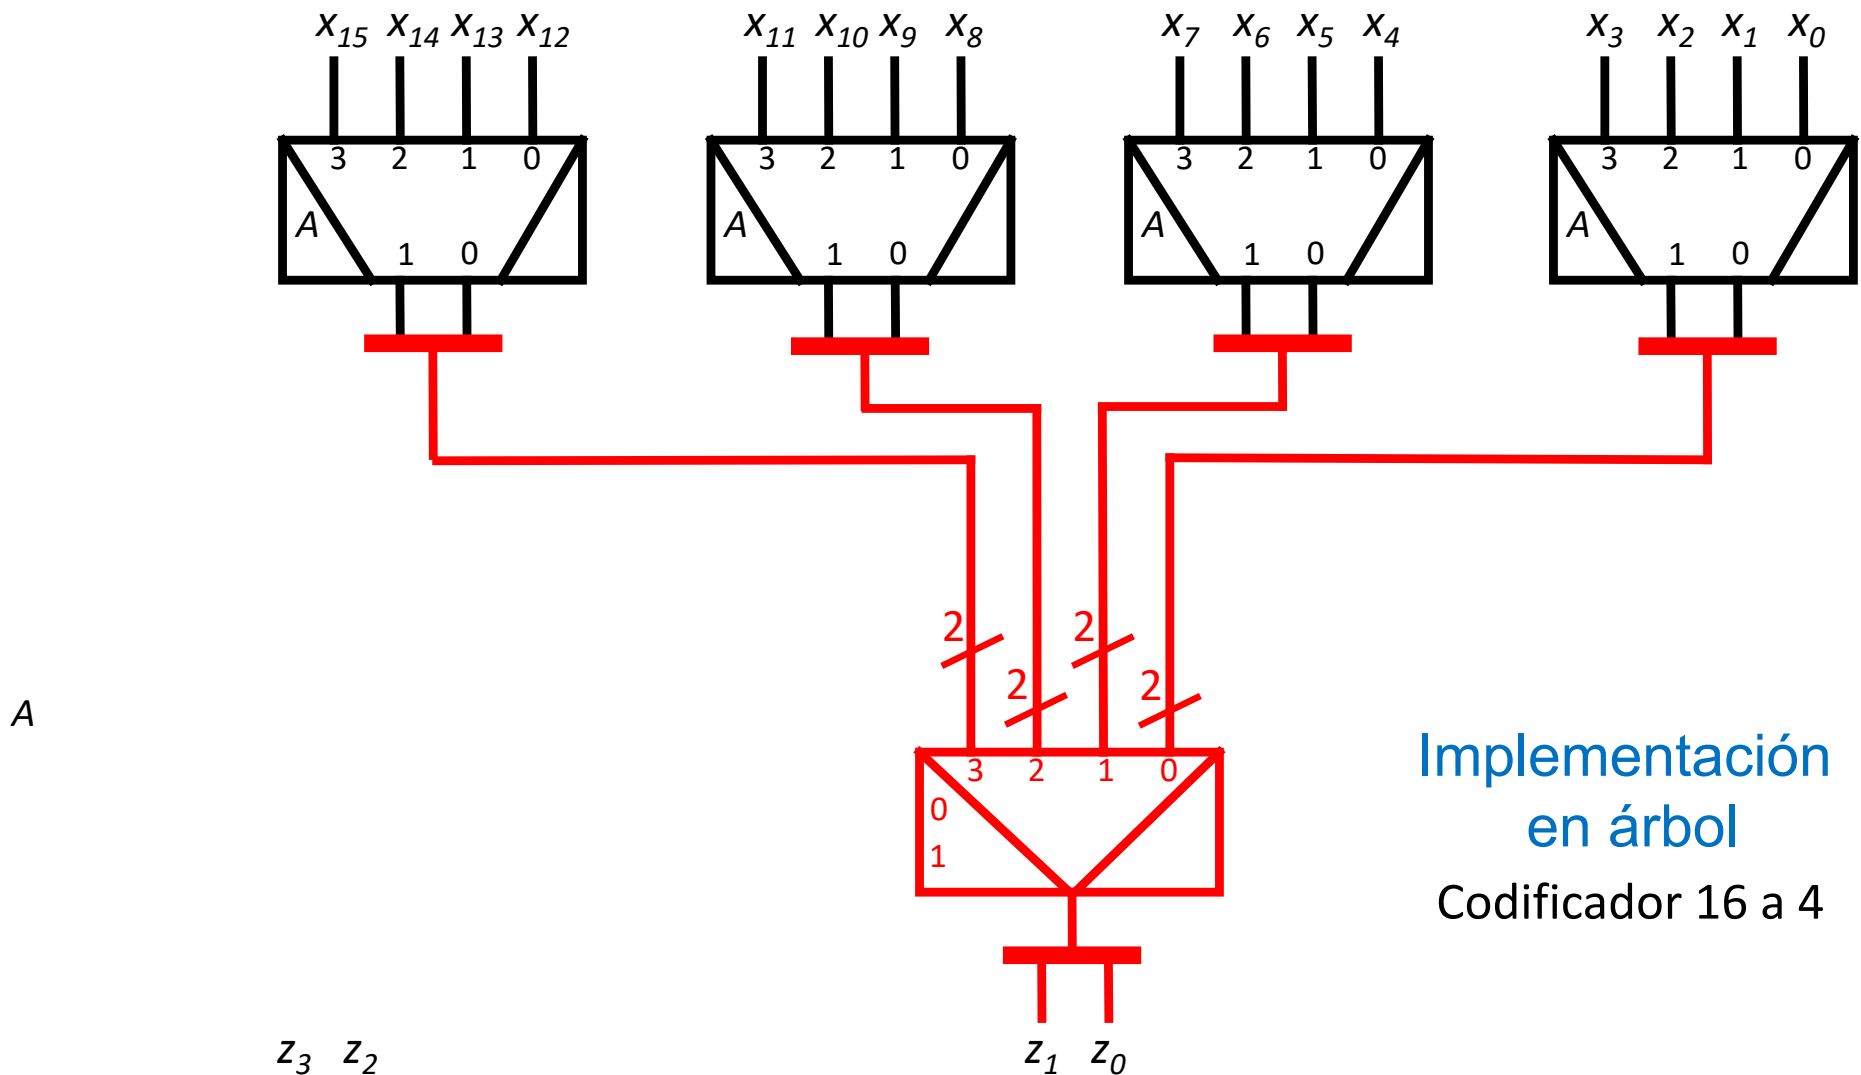 x15 x14 x13 x12 x11 x10 x9 x8 x7 x6 x5 x4 x3 x2 x1 x0
3 2 1 0 3 2 1 0 3 2 1 0 3 2 1 0
A A A A
1 0 1 0 1 0 1 0
2 2
2 2
A
3 2 1 0
0
1
Implementación
en árbol
Codificador 16 a 4
z3 z2 z1 z0